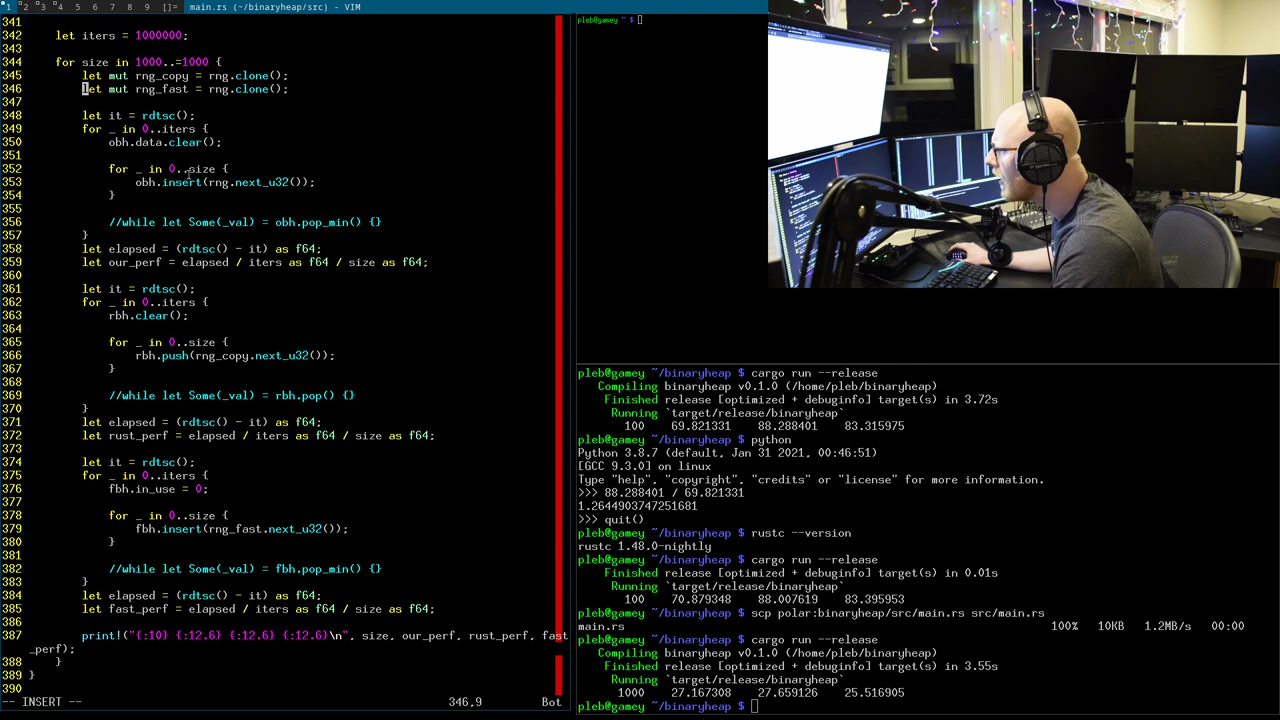 1 2 3 4 5 6 7 8 9 []= main.rs (~/binaryheap/src) - VIM
341
342 let iters = 1000000;
343
344 for size in 1000..=1000 {
345 let mut rng_copy = rng.clone();
346 let mut rng_fast = rng.clone();
347
348 let it = rdtsc();
349 for _ in 0..iters {
350 obh.data.clear();
351
352 for _ in 0..size {
353 obh.insert(rng.next_u32());
354 }
355
356 //while let Some(_val) = obh.pop_min() {}
357 }
358 let elapsed = (rdtsc() - it) as f64;
359 let our_perf = elapsed / iters as f64 / size as f64;
360
361 let it = rdtsc();
362 for _ in 0..iters {
363 rbh.clear();
364
365 for _ in 0..size {
366 rbh.push(rng_copy.next_u32());
367 }
368
369 //while let Some(_val) = rbh.pop() {}
370 }
371 let elapsed = (rdtsc() - it) as f64;
372 let rust_perf = elapsed / iters as f64 / size as f64;
373
374 let it = rdtsc();
375 for _ in 0..iters {
376 fbh.in_use = 0;
377
378 for _ in 0..size {
379 fbh.insert(rng_fast.next_u32());
380 }
381
382 //while let Some(_val) = fbh.pop_min() {}
383 }
384 let elapsed = (rdtsc() - it) as f64;
385 let fast_perf = elapsed / iters as f64 / size as f64;
386
387 print!("{:10} {:12.6} {:12.6} {:12.6}\n", size, our_perf, rust_perf, fast
_perf);
388 }
389 }
390
-- INSERT -- 346,9 Bot
pleb@gamey ~ $
pleb@gamey ~/binaryheap $ cargo run --release
Compiling binaryheap v0.1.0 (/home/pleb/binaryheap)
Finished release [optimized + debuginfo] target(s) in 3.72s
Running `target/release/binaryheap`
100 69.821331 88.288401 83.315975
pleb@gamey ~/binaryheap $ python
Python 3.8.7 (default, Jan 31 2021, 00:46:51)
[GCC 9.3.0] on linux
Type "help", "copyright", "credits" or "license" for more information.
>>> 88.288401 / 69.821331
1.2644903747251681
>>> quit()
pleb@gamey ~/binaryheap $ rustc --version
rustc 1.48.0-nightly
pleb@gamey ~/binaryheap $ cargo run --release
Finished release [optimized + debuginfo] target(s) in 0.01s
Running `target/release/binaryheap`
100 70.879348 88.007619 83.395953
pleb@gamey ~/binaryheap $ scp polar:binaryheap/src/main.rs src/main.rs
main.rs 100% 10KB 1.2MB/s 00:00
pleb@gamey ~/binaryheap $ cargo run --release
Compiling binaryheap v0.1.0 (/home/pleb/binaryheap)
Finished release [optimized + debuginfo] target(s) in 3.55s
Running `target/release/binaryheap`
1000 27.167308 27.659126 25.516905
pleb@gamey ~/binaryheap $